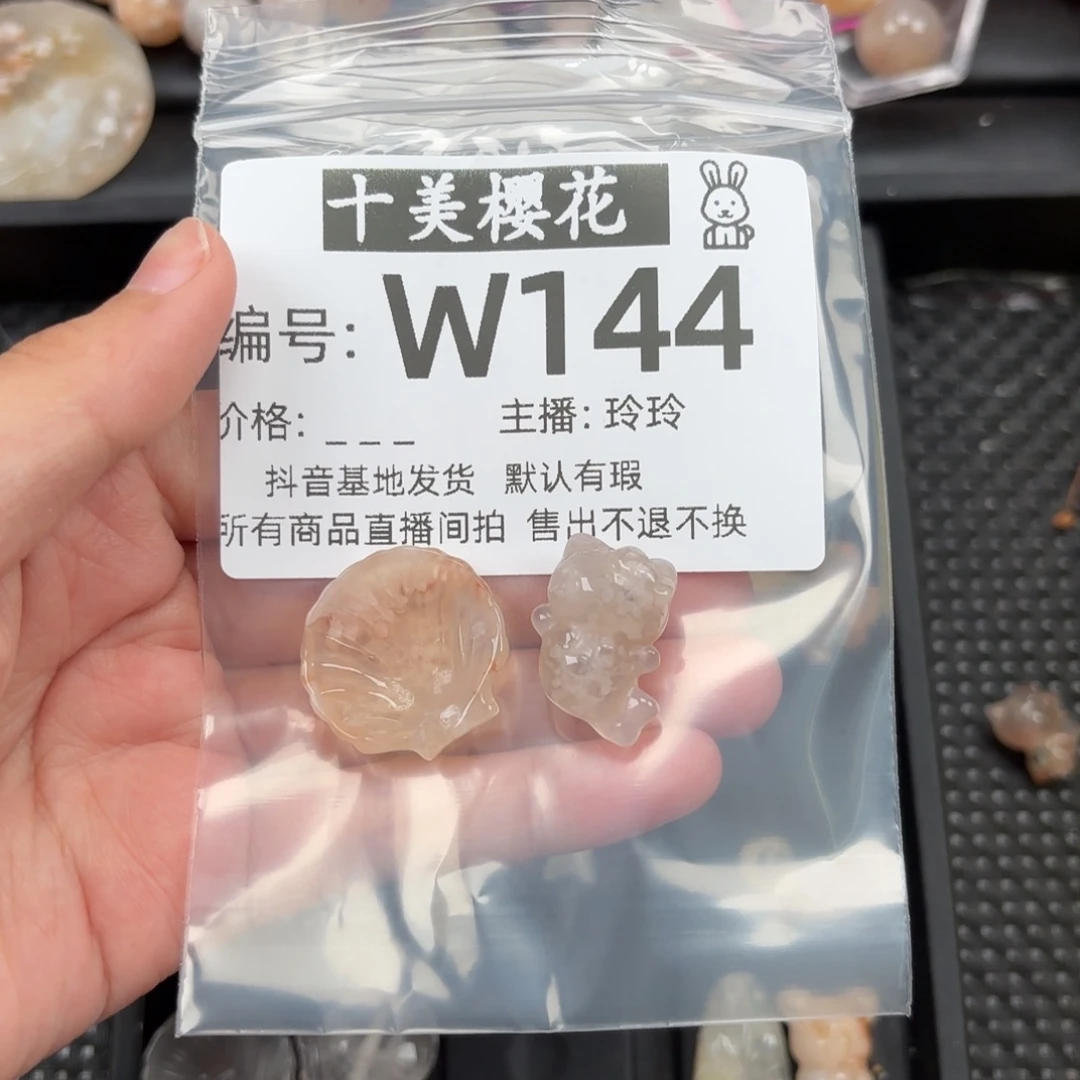 十美樱花
编号: W144
价格: _ _ _ 主播: 玲玲
抖音基地发货 默认有瑕
所有商品直播间拍 售出不退不换